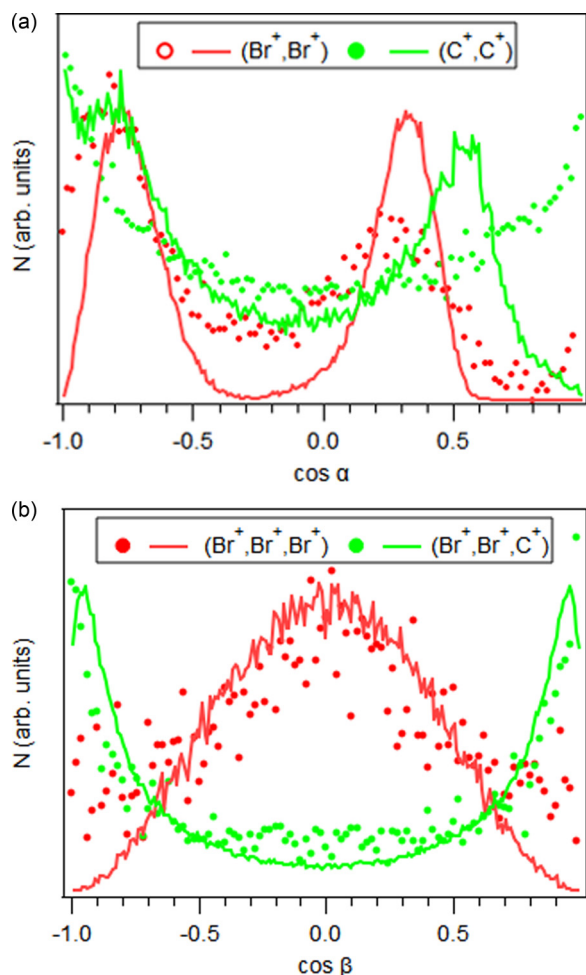 (a)
(Br⁺,Br⁺) (C⁺,C⁺)
N (arb. units)
-1.0 -0.5 0.0 0.5
cos α
(b)
(Br⁺,Br⁺,Br⁺) (Br⁺,Br⁺,C⁺)
N (arb. units)
-1.0 -0.5 0.0 0.5
cos β